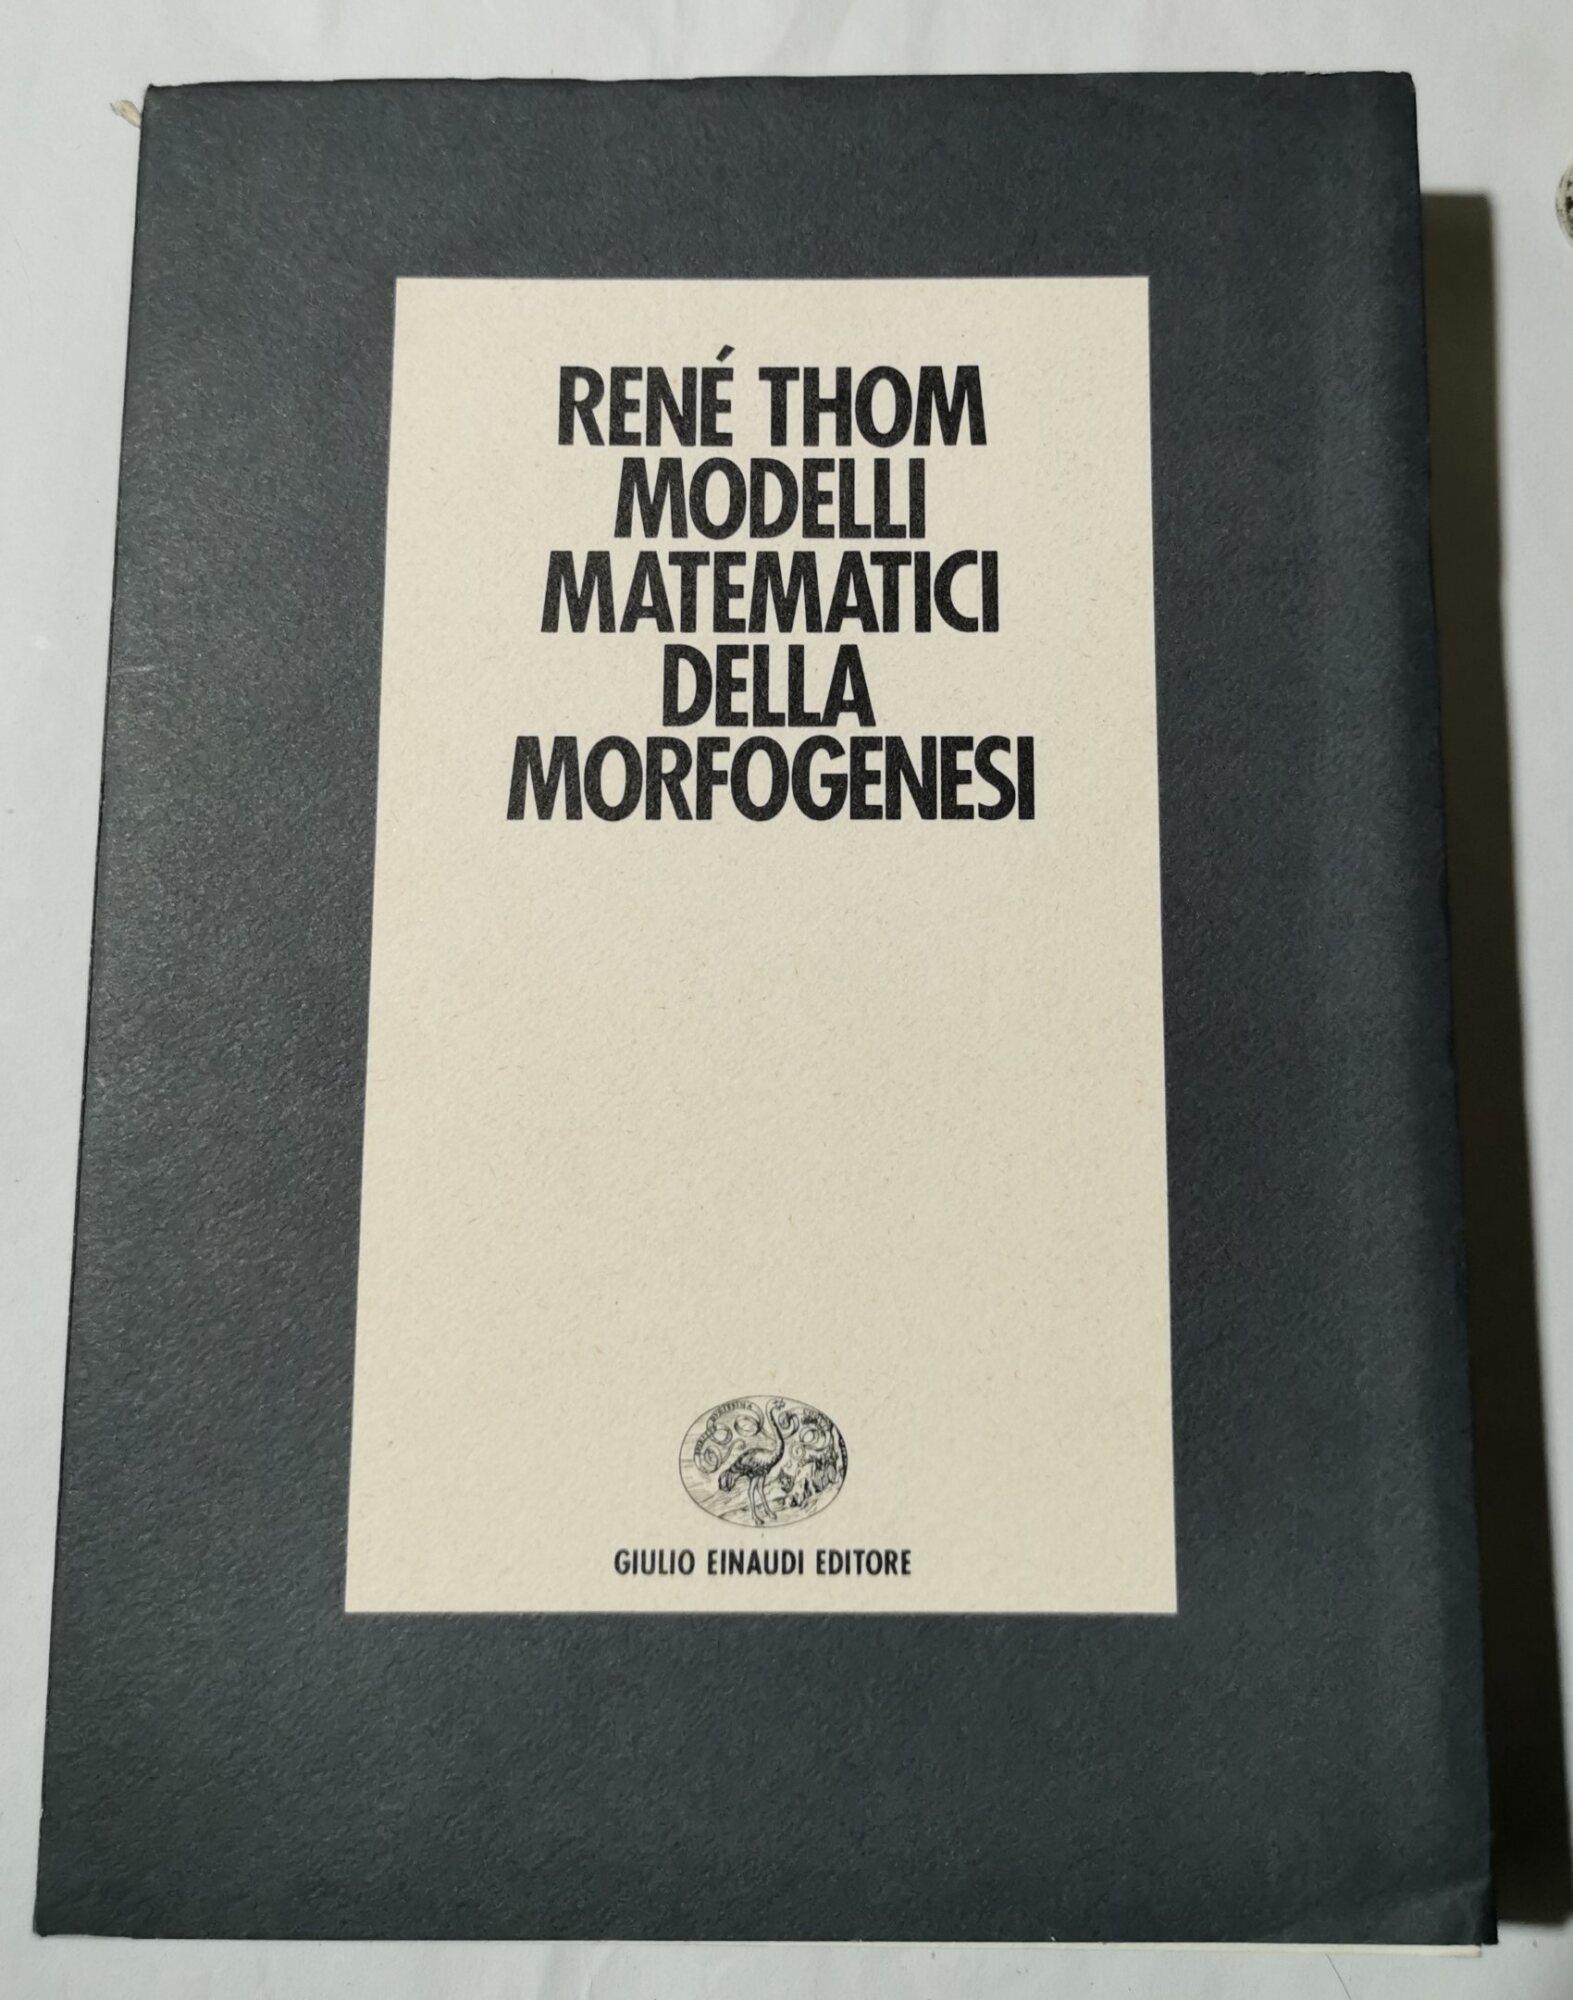 RENÉ THOM
MODELLI
MATEMATICI
DELLA
MORFOGENESI
GIULIO EINAUDI EDITORE